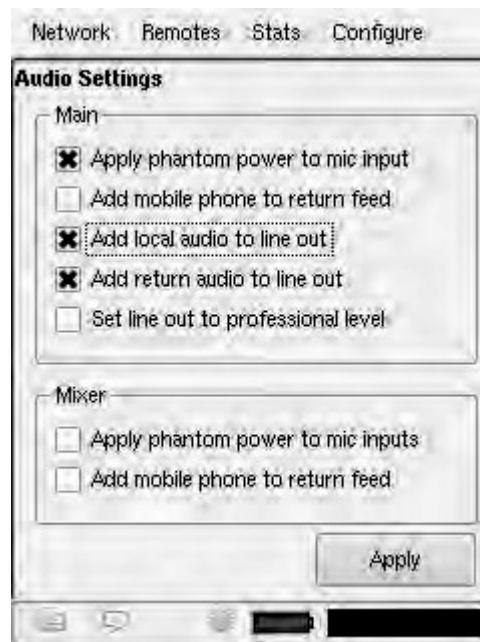 Network Remotes Stats Configure
Audio Settings
Main
Apply phantom power to mic input
Add mobile phone to return feed
Add local audio to line out
Add return audio to line out
Set line out to professional level
Mixer
Apply phantom power to mic inputs
Add mobile phone to return feed
Apply